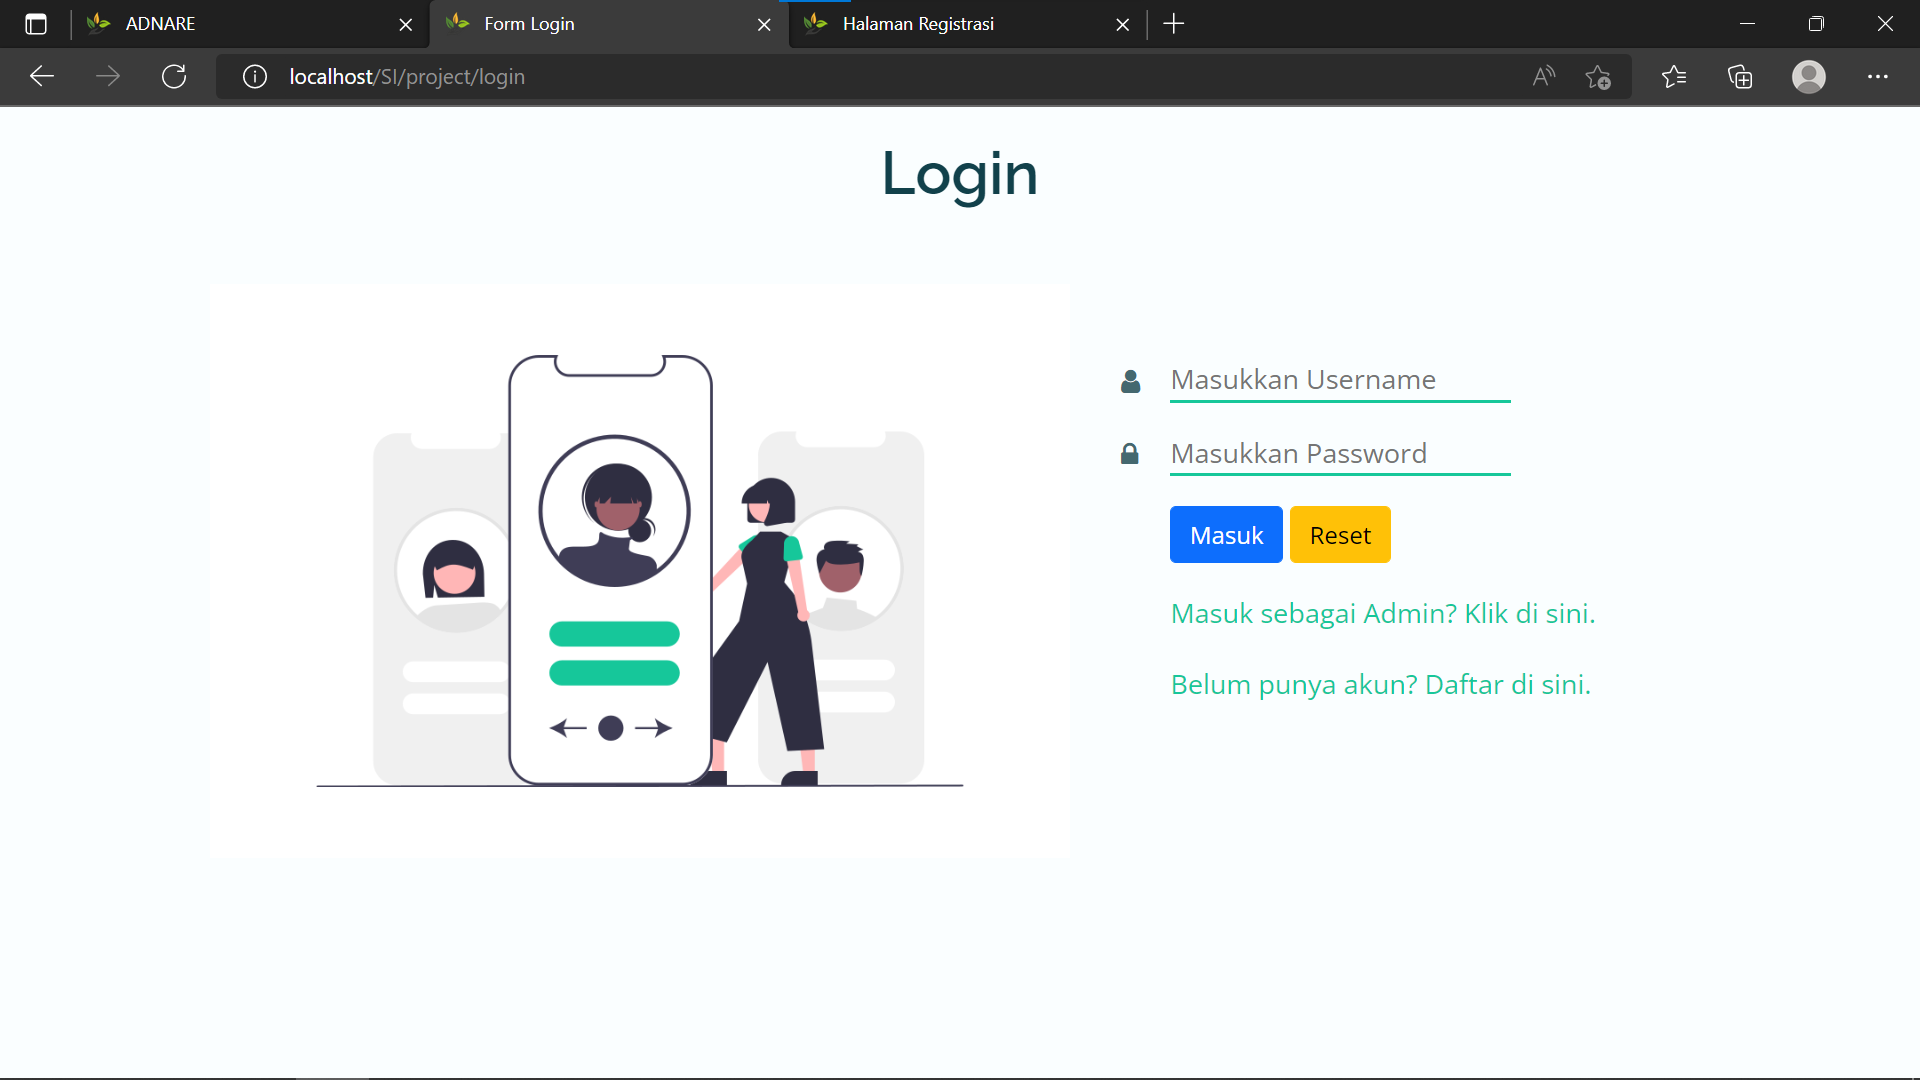 ADNARE
Form Login
Halaman Registrasi
localhost/SI/project/login
Login
Masukkan Username
Masukkan Password
Masuk Reset
Masuk sebagai Admin? Klik di sini.
Belum punya akun? Daftar di sini.